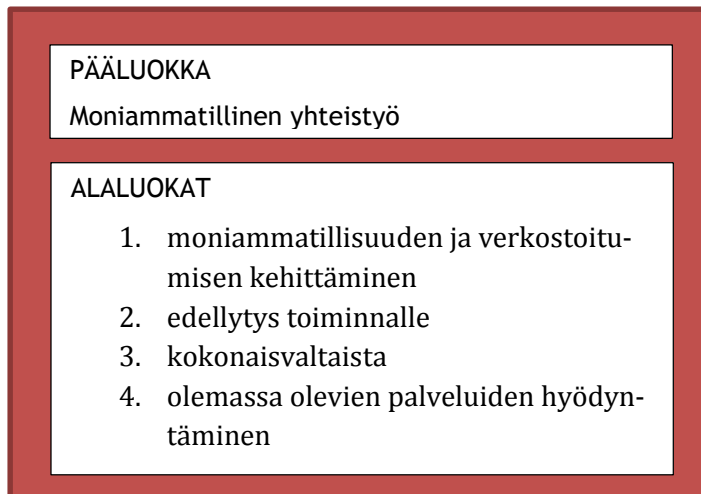 PÄÄLUOKKA
Moniammatillinen yhteistyö
ALALUOKAT
1. moniammatillisuuden ja verkostoitu-
misen kehittäminen
2. edellytys toiminnalle
3. kokonaisvaltaista
4. olemassa olevien palveluiden hyödyn-
täminen